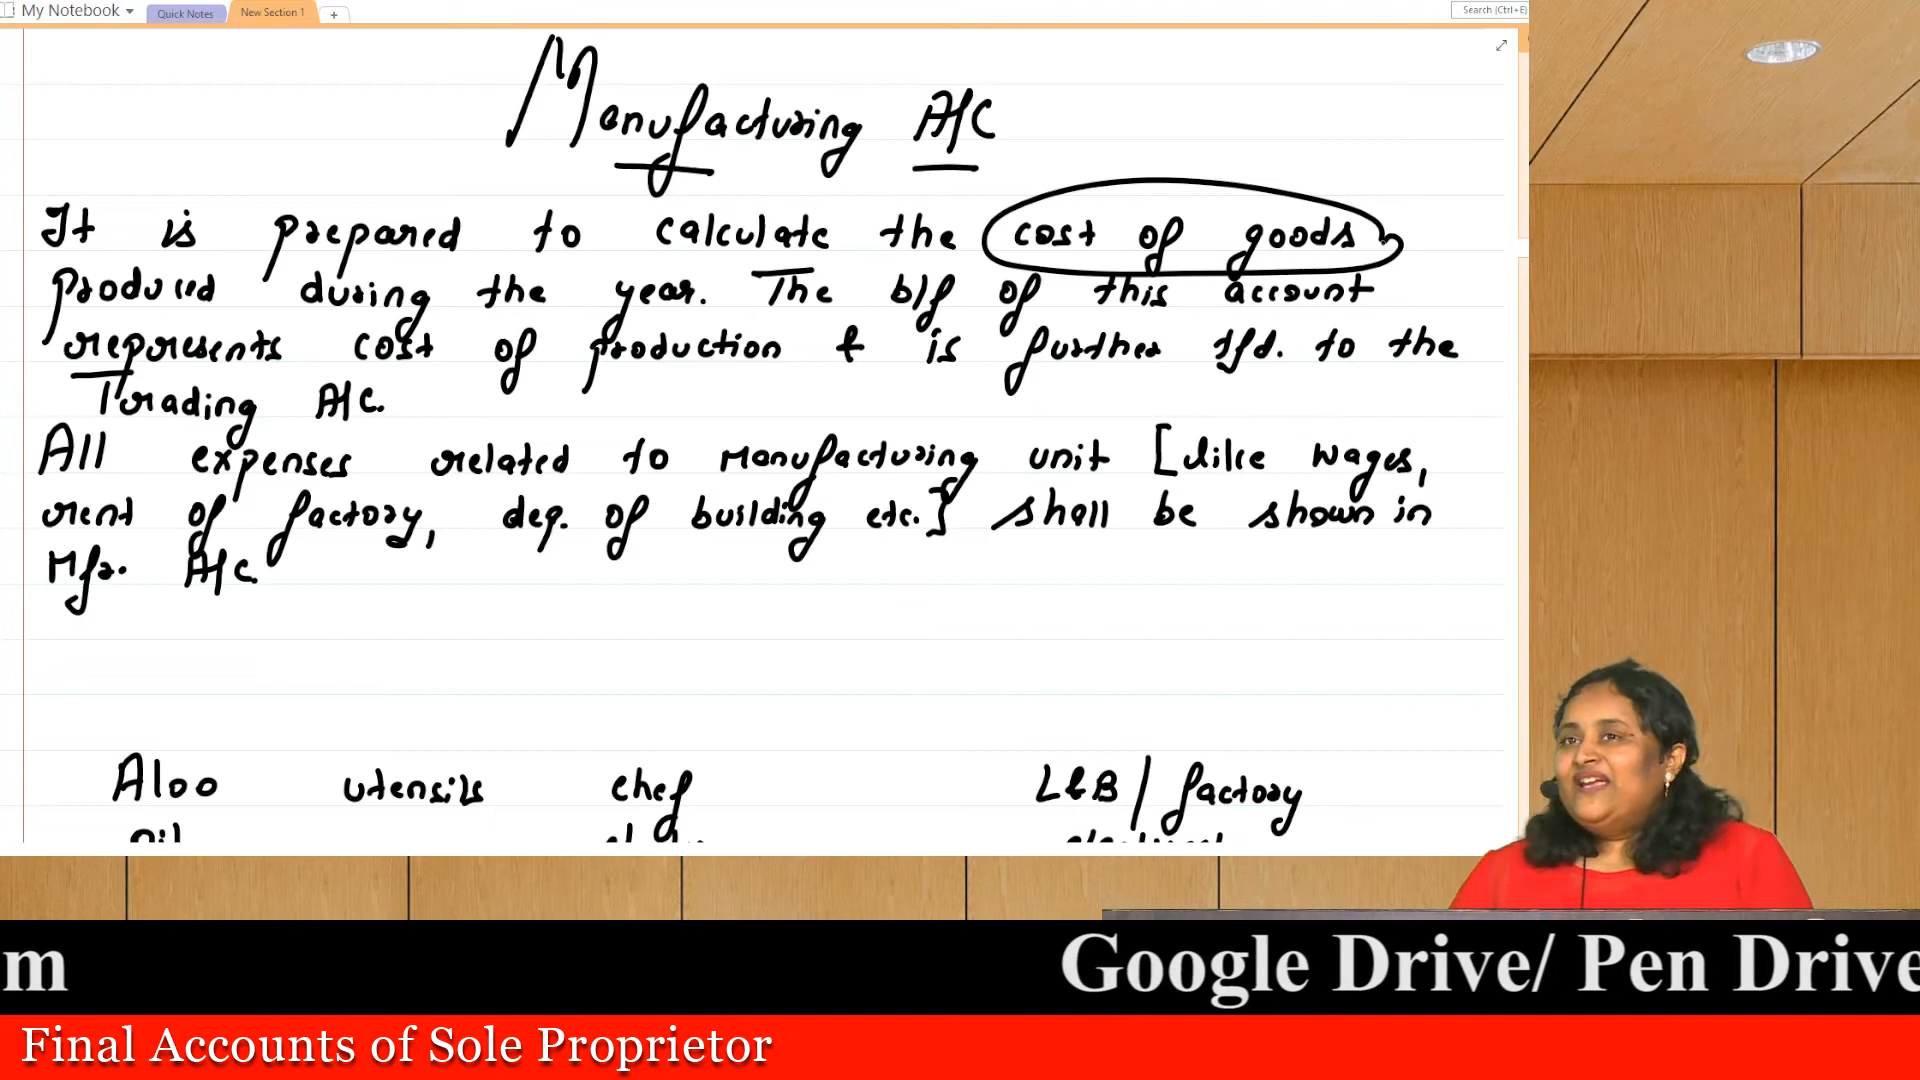 My Notebook
Quick Notes
New Section 1
+
Search (Ctrl+E)
Manufacturing A/C
It is prepared to calculate the cost of goods
produced during the year. The b/f of this account
represents cost of production & is further tfd. to the
Trading A/C.
All expenses related to manufacturing unit [like wages,
rent of factory, dep. of building etc.] shall be shown in
Mfr. A/C.
Aloo utensils chef L&B / factory
oil
m Google Drive/ Pen Drive
Final Accounts of Sole Proprietor